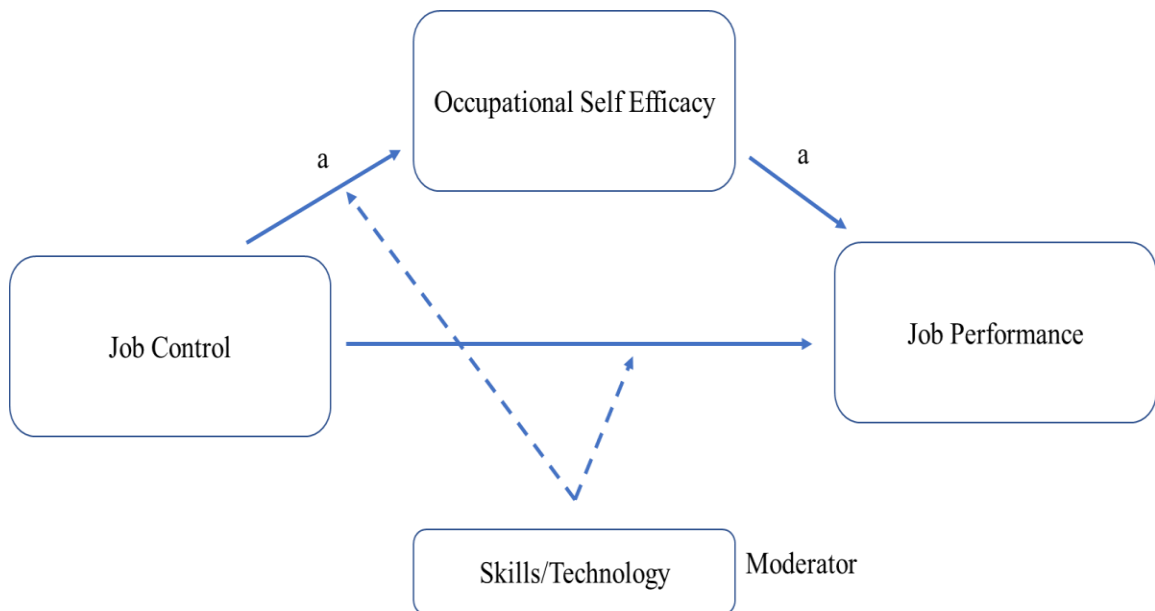 Occupational Self Efficacy
a
a
Job Control
Job Performance
Skills/Technology
Moderator